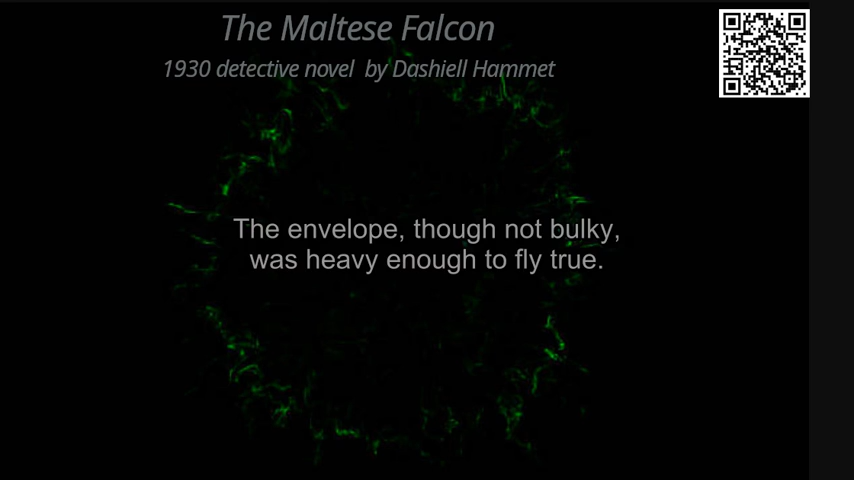 The Maltese Falcon
1930 detective novel by Dashiell Hammet
The envelope, though not bulky,
was heavy enough to fly true.